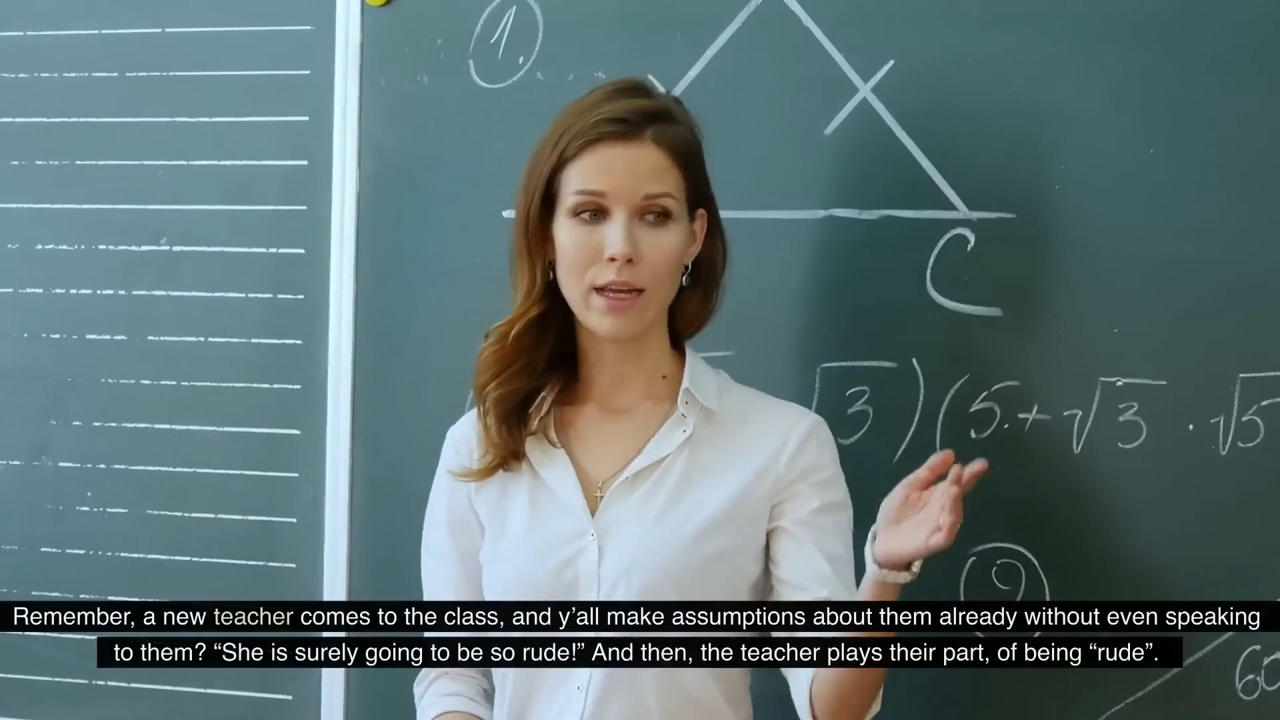 1.
C
√3)(5.+√3 · √5
9
Remember, a new teacher comes to the class, and y’all make assumptions about them already without even speaking
to them? “She is surely going to be so rude!” And then, the teacher plays their part, of being “rude”.